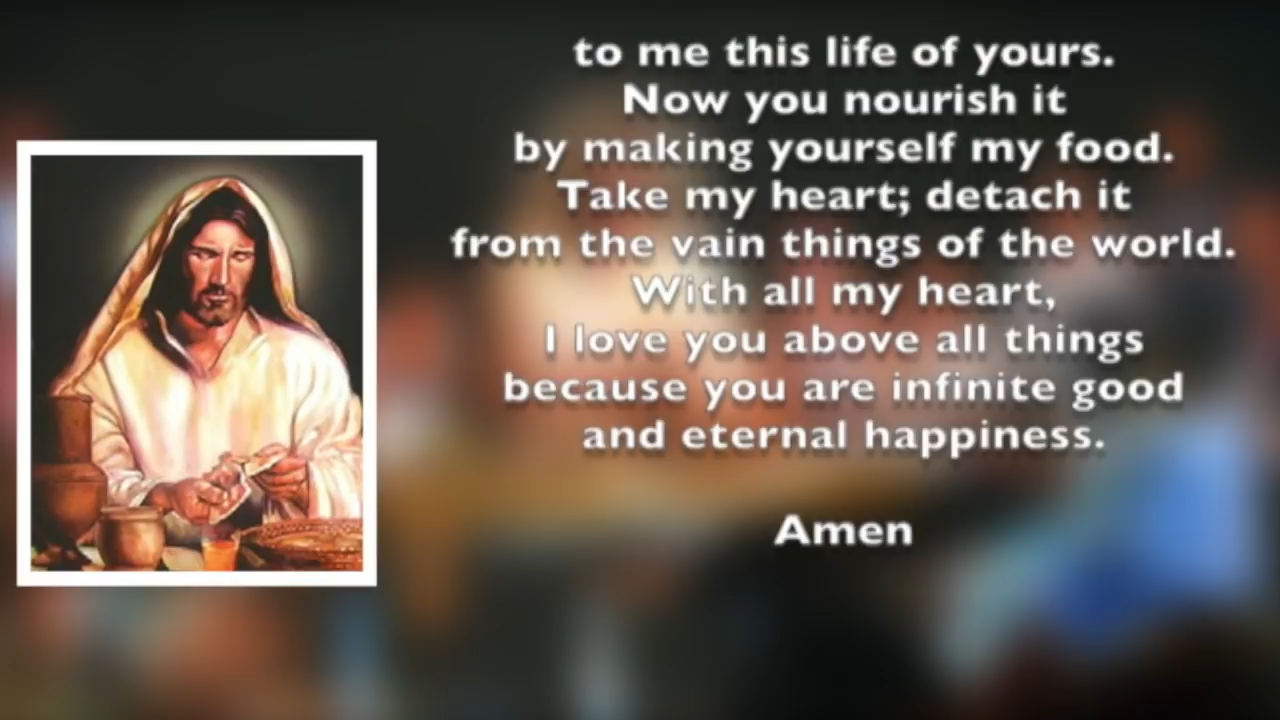 to me this life of yours.
Now you nourish it
by making yourself my food.
Take my heart; detach it
from the vain things of the world.
With all my heart,
I love you above all things
because you are infinite good
and eternal happiness.
Amen